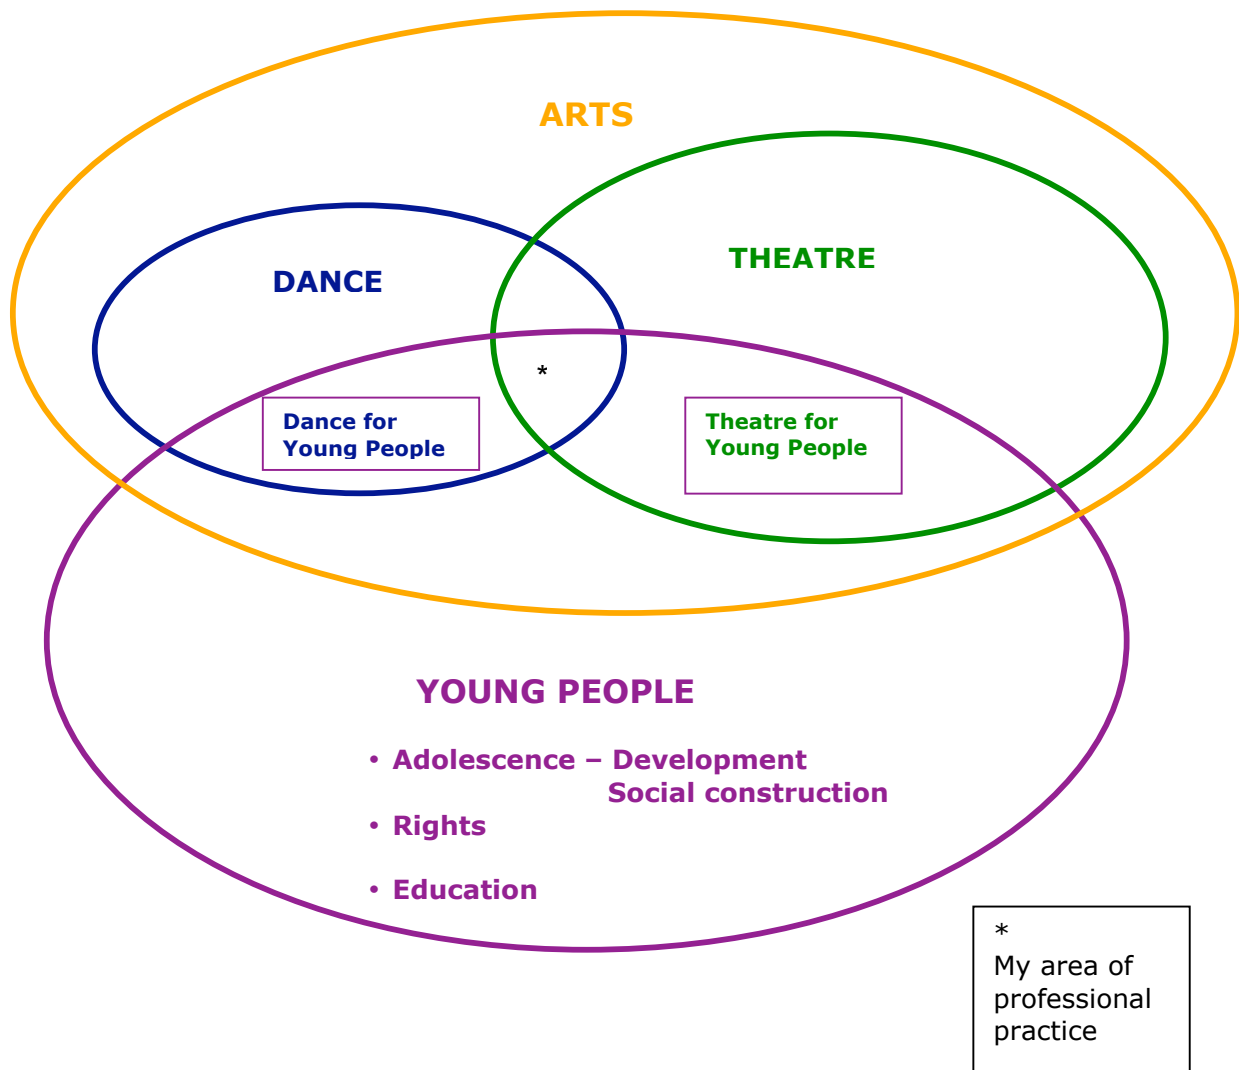 ARTS
THEATRE
DANCE
*
Dance for
Young People
Theatre for
Young People
YOUNG PEOPLE
• Adolescence – Development
Social construction
• Rights
• Education
*
My area of
professional
practice